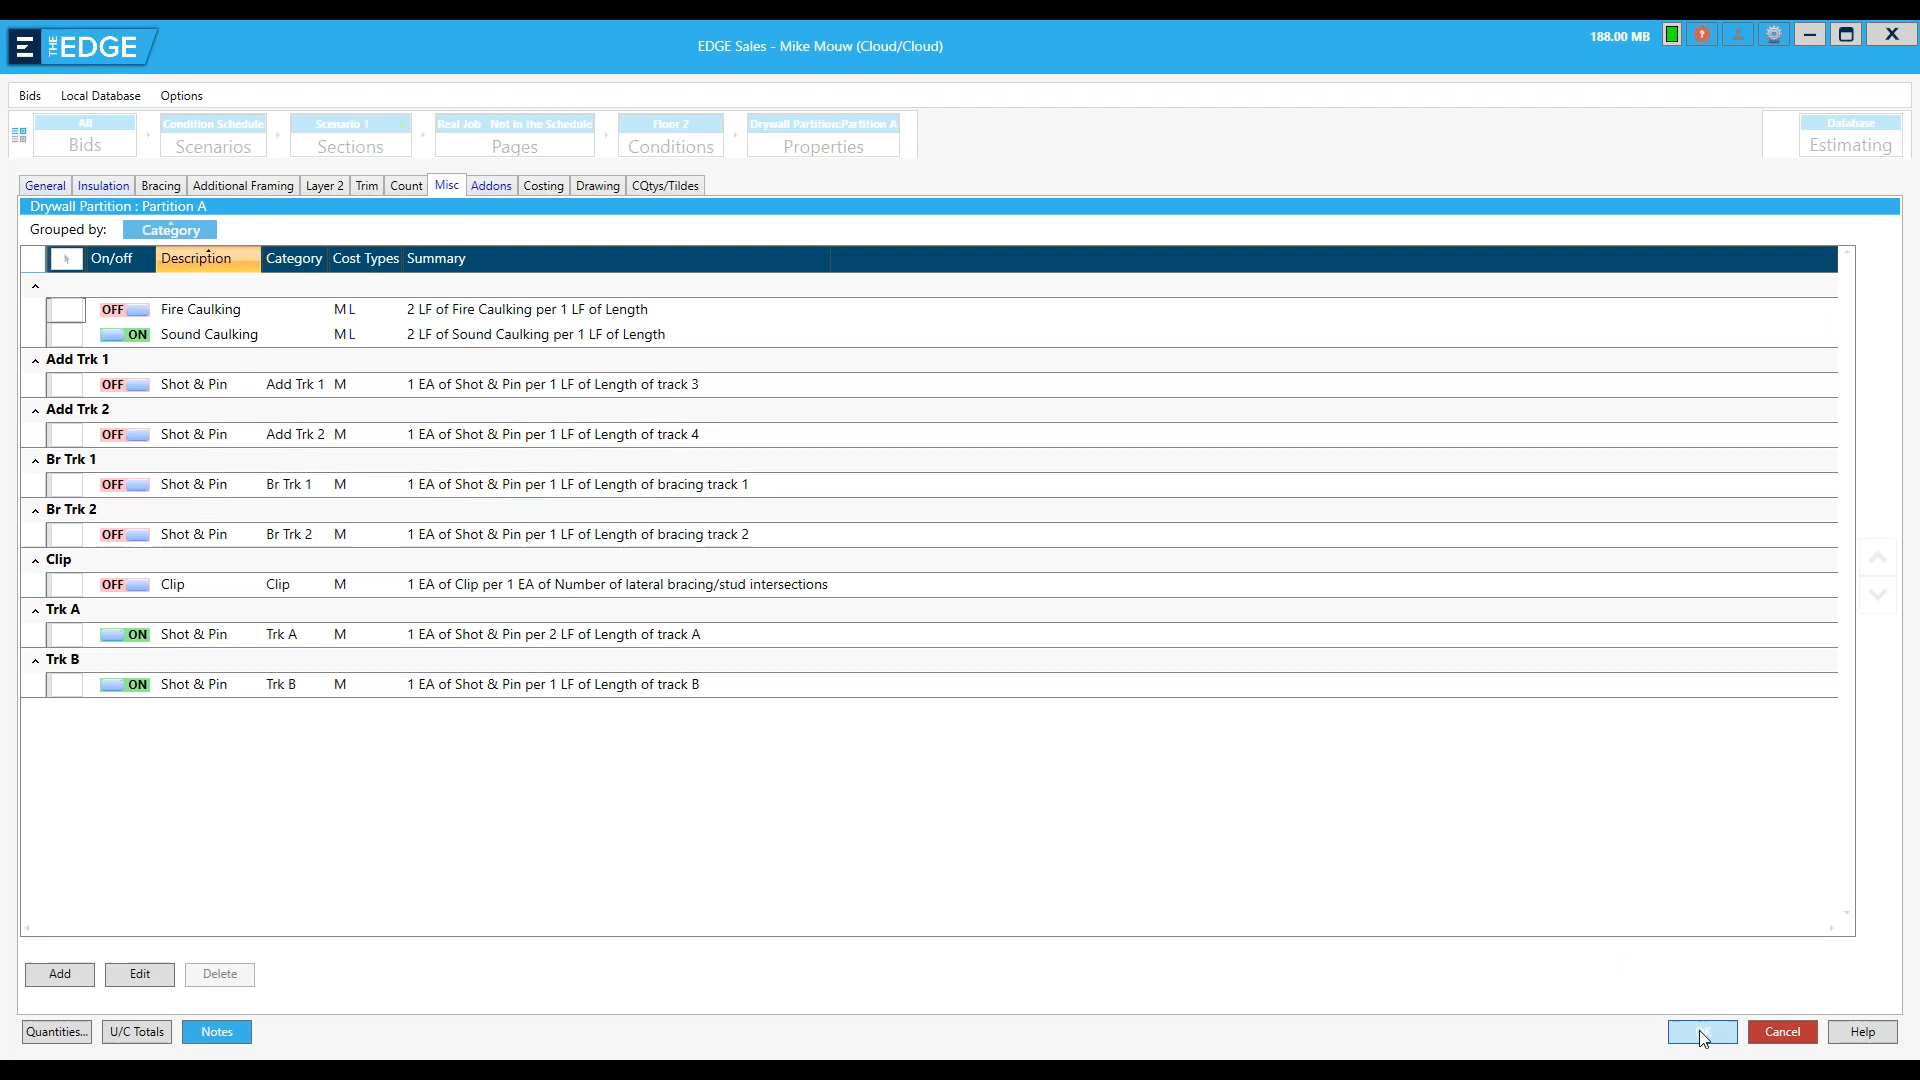 THE EDGE
EDGE Sales - Mike Mouw (Cloud/Cloud)
188.00 MB
Bids Local Database Options
All Bids
Condition Schedule Scenarios
Scenario 1 Sections
Real Job Not in the Schedule Pages
Floor 2 Conditions
Drywall Partition:Partition A Properties
Database Estimating
General Insulation Bracing Additional Framing Layer 2 Trim Count Misc Addons Costing Drawing CQtys/Tildes
Drywall Partition : Partition A
Grouped by: Category
On/off Description Category Cost Types Summary
OFF Fire Caulking M L 2 LF of Fire Caulking per 1 LF of Length
ON Sound Caulking M L 2 LF of Sound Caulking per 1 LF of Length
Add Trk 1
OFF Shot & Pin Add Trk 1 M 1 EA of Shot & Pin per 1 LF of Length of track 3
Add Trk 2
OFF Shot & Pin Add Trk 2 M 1 EA of Shot & Pin per 1 LF of Length of track 4
Br Trk 1
OFF Shot & Pin Br Trk 1 M 1 EA of Shot & Pin per 1 LF of Length of bracing track 1
Br Trk 2
OFF Shot & Pin Br Trk 2 M 1 EA of Shot & Pin per 1 LF of Length of bracing track 2
Clip
OFF Clip Clip M 1 EA of Clip per 1 EA of Number of lateral bracing/stud intersections
Trk A
ON Shot & Pin Trk A M 1 EA of Shot & Pin per 2 LF of Length of track A
Trk B
ON Shot & Pin Trk B M 1 EA of Shot & Pin per 1 LF of Length of track B
Add Edit Delete
Quantities... U/C Totals Notes Cancel Help